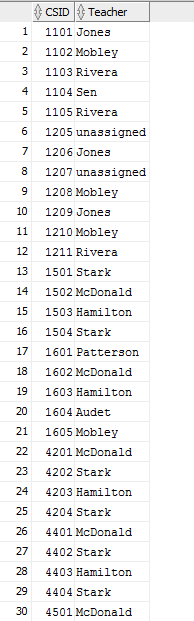 CSID Teacher
1 1101 Jones
2 1102 Mobley
3 1103 Rivera
4 1104 Sen
5 1105 Rivera
6 1205 unassigned
7 1206 Jones
8 1207 unassigned
9 1208 Mobley
10 1209 Jones
11 1210 Mobley
12 1211 Rivera
13 1501 Stark
14 1502 McDonald
15 1503 Hamilton
16 1504 Stark
17 1601 Patterson
18 1602 McDonald
19 1603 Hamilton
20 1604 Audet
21 1605 Mobley
22 4201 McDonald
23 4202 Stark
24 4203 Hamilton
25 4204 Stark
26 4401 McDonald
27 4402 Stark
28 4403 Hamilton
29 4404 Stark
30 4501 McDonald